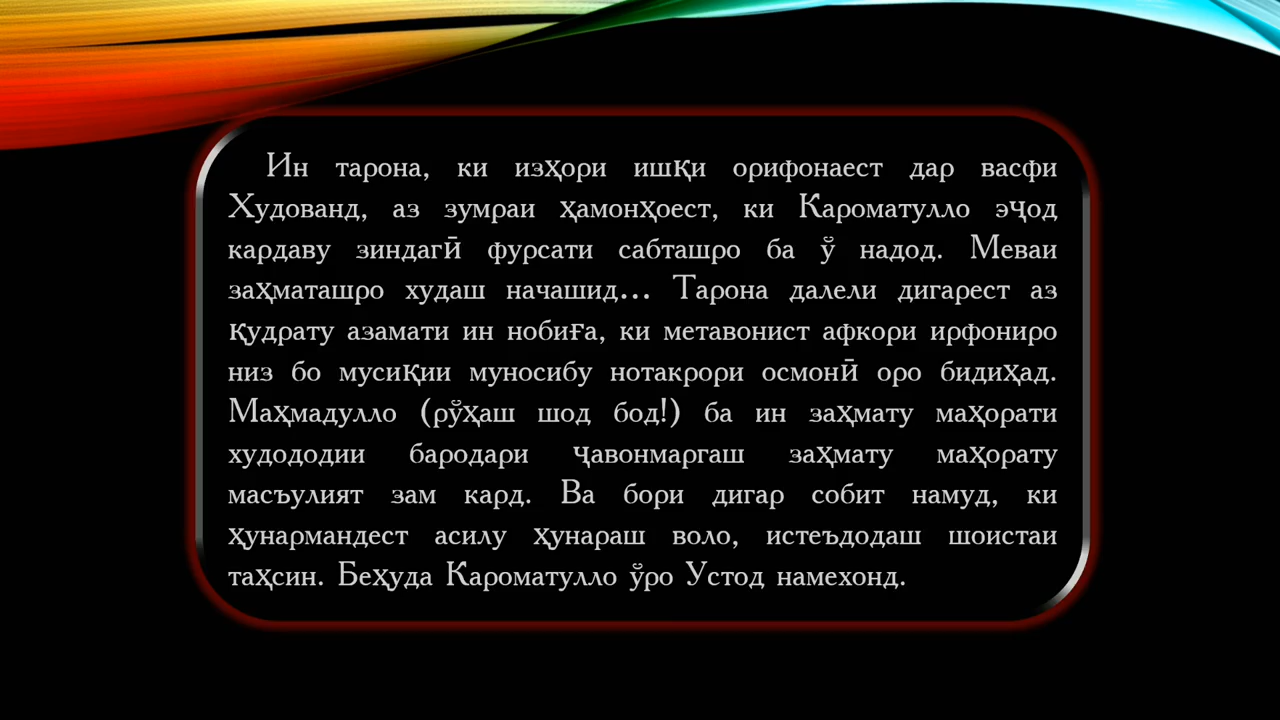 Ин тарона, ки изҳори ишқи орифонаест дар васфи
Худованд, аз зумраи ҳамонҳоест, ки Кароматулло эҷод
кардаву зиндагӣ фурсати сабташро ба ӯ надод. Меваи
заҳматашро худаш начашид... Тарона далели дигарест аз
қудрату азамати ин нобиға, ки метавонист афкори ирфониро
низ бо мусиқии муносибу нотакрори осмонӣ оро бидиҳад.
Маҳмадулло (рӯҳаш шод бод!) ба ин заҳмату маҳорати
худододии бародари ҷавонмаргаш заҳмату маҳорату
масъулият зам кард. Ва бори дигар собит намуд, ки
ҳунармандест асилу ҳунараш воло, истеъдодаш шоистаи
таҳсин. Беҳуда Кароматулло ӯро Устод намехонд.